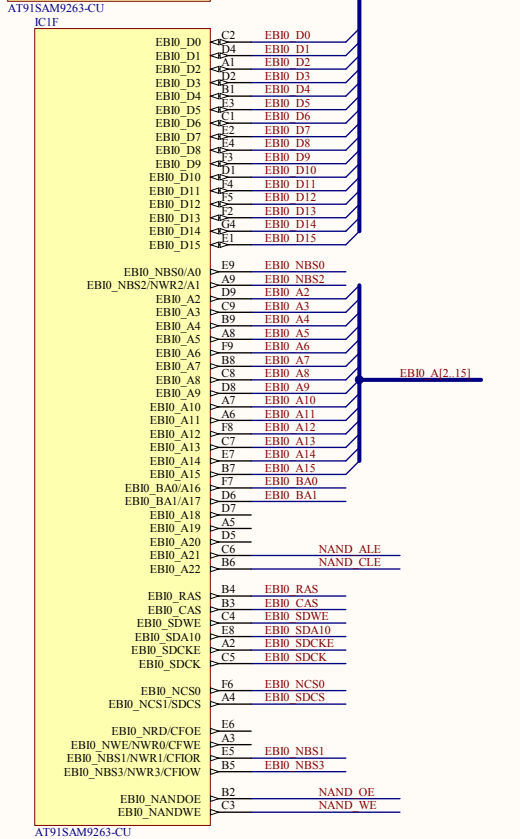 AT91SAM9263-CU
IC1F
EBI0_D0 C2 EBI0_D0
EBI0_D1 D4 EBI0_D1
EBI0_D2 A1 EBI0_D2
EBI0_D3 D2 EBI0_D3
EBI0_D4 B1 EBI0_D4
EBI0_D5 E3 EBI0_D5
EBI0_D6 C1 EBI0_D6
EBI0_D7 E2 EBI0_D7
EBI0_D8 E4 EBI0_D8
EBI0_D9 F3 EBI0_D9
EBI0_D10 D1 EBI0_D10
EBI0_D11 F4 EBI0_D11
EBI0_D12 F5 EBI0_D12
EBI0_D13 F2 EBI0_D13
EBI0_D14 G4 EBI0_D14
EBI0_D15 E1 EBI0_D15
EBI0_NBS0/A0 E9 EBI0_NBS0
EBI0_NBS2/NWR2/A1 A9 EBI0_NBS2
EBI0_A2 D9 EBI0_A2
EBI0_A3 C9 EBI0_A3
EBI0_A4 B9 EBI0_A4
EBI0_A5 A8 EBI0_A5
EBI0_A6 F9 EBI0_A6
EBI0_A7 B8 EBI0_A7
EBI0_A8 C8 EBI0_A8 EBI0_A[2..15]
EBI0_A9 D8 EBI0_A9
EBI0_A10 A7 EBI0_A10
EBI0_A11 A6 EBI0_A11
EBI0_A12 F8 EBI0_A12
EBI0_A13 C7 EBI0_A13
EBI0_A14 E7 EBI0_A14
EBI0_A15 B7 EBI0_A15
EBI0_BA0/A16 F7 EBI0_BA0
EBI0_BA1/A17 D6 EBI0_BA1
EBI0_A18 D7
EBI0_A19 A5
EBI0_A20 D5
EBI0_A21 C6 NAND_ALE
EBI0_A22 B6 NAND_CLE
EBI0_RAS B4 EBI0_RAS
EBI0_CAS B3 EBI0_CAS
EBI0_SDWE C4 EBI0_SDWE
EBI0_SDA10 E8 EBI0_SDA10
EBI0_SDCKE A2 EBI0_SDCKE
EBI0_SDCK C5 EBI0_SDCK
EBI0_NCS0 F6 EBI0_NCS0
EBI0_NCS1/SDCS A4 EBI0_SDCS
EBI0_NRD/CFOE E6
EBI0_NWE/NWR0/CFWE A3
EBI0_NBS1/NWR1/CFIOR E5 EBI0_NBS1
EBI0_NBS3/NWR3/CFIOW B5 EBI0_NBS3
EBI0_NANDOE B2 NAND_OE
EBI0_NANDWE C3 NAND_WE
AT91SAM9263-CU